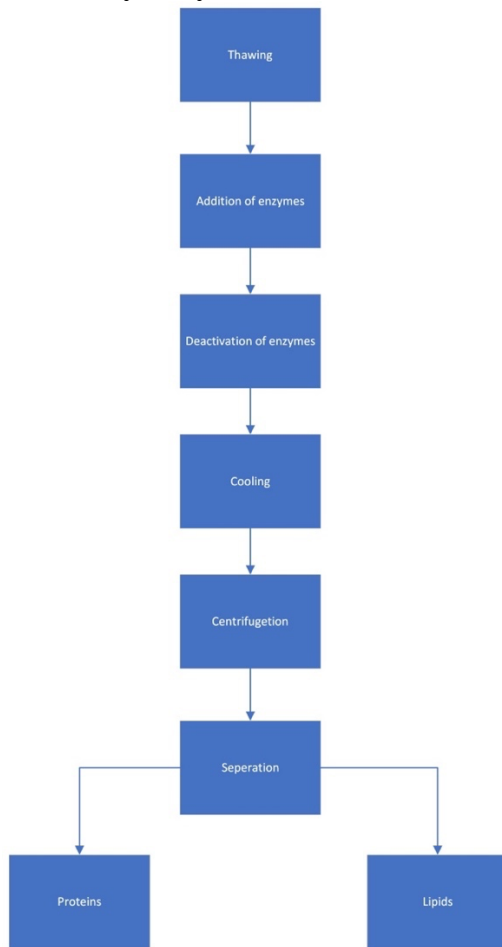 Thawing
Addition of enzymes
Deactivation of enzymes
Cooling
Centrifugetion
Seperation
Proteins
Lipids